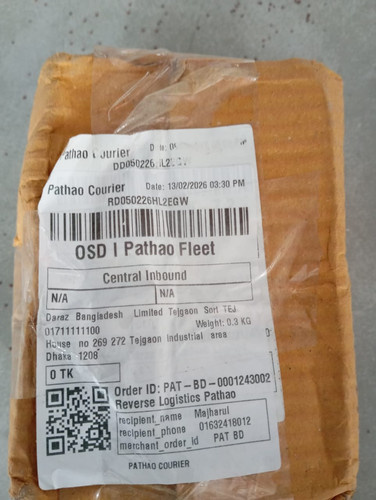 Pathao Courier
DD050226HL2
Pathao Courier Date: 13/02/2026 03:30 PM
RD050226HL2EGW
OSD | Pathao Fleet
Central Inbound
N/A N/A
Daraz Bangladesh Limited Tejgaon Sort TEJ
01711111100 Weight: 0.3 KG
House no 269 272 Tejgaon Industrial area
Dhaka 1208
0 TK
Order ID: PAT-BD-0001243002
Reverse Logistics Pathao
recipient_name Majharul
recipient_phone 01632418012
merchant_order_id PAT BD
PATHAO COURIER